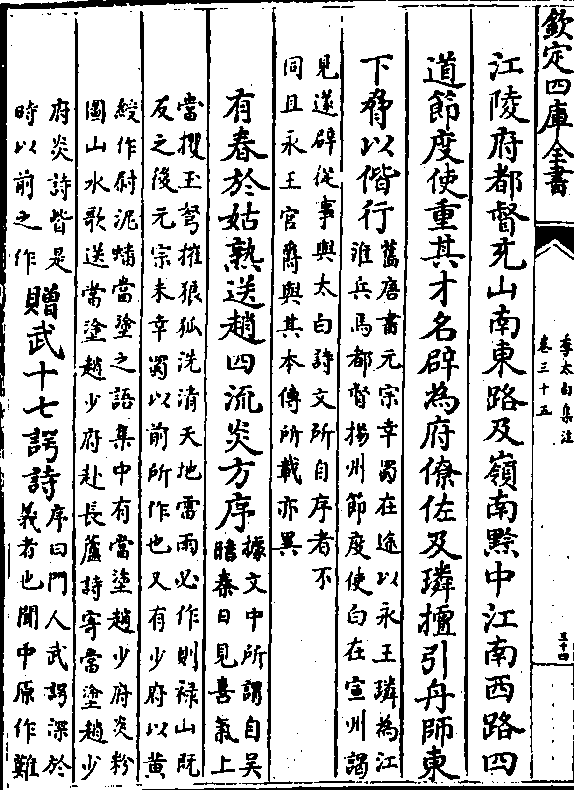 欽定四庫全書
李太白集注
卷三十五
三十四
江陵府都督充山南東路及嶺南黔中江南西路四
道節度使重其才名辟為府僚佐及璘擅引舟師東
下脅以偕行
舊唐書元宗幸蜀在途以永王璘為江
淮兵馬都督揚州節度使白在宣州謁
見遂辟從事與太白詩文所自序者不
同且永王官爵與其本傳所載亦異
有春於姑熟送趙四流炎方序
據文中所謂自吳
瞻秦日見喜氣上
當攖玉弩摧狼狐洗清天地雷雨必作則禄山既
反之後元宗未幸蜀以前所作也又有少府以黄
綬作尉泥蟠當塗之語集中有當塗趙少府炎粉
圖山水歌送當塗趙少府赴長蘆詩寄當塗趙少
府炎詩皆是
時以前之作
贈武十七諤詩
序曰門人武諤深於
義者也聞中原作難